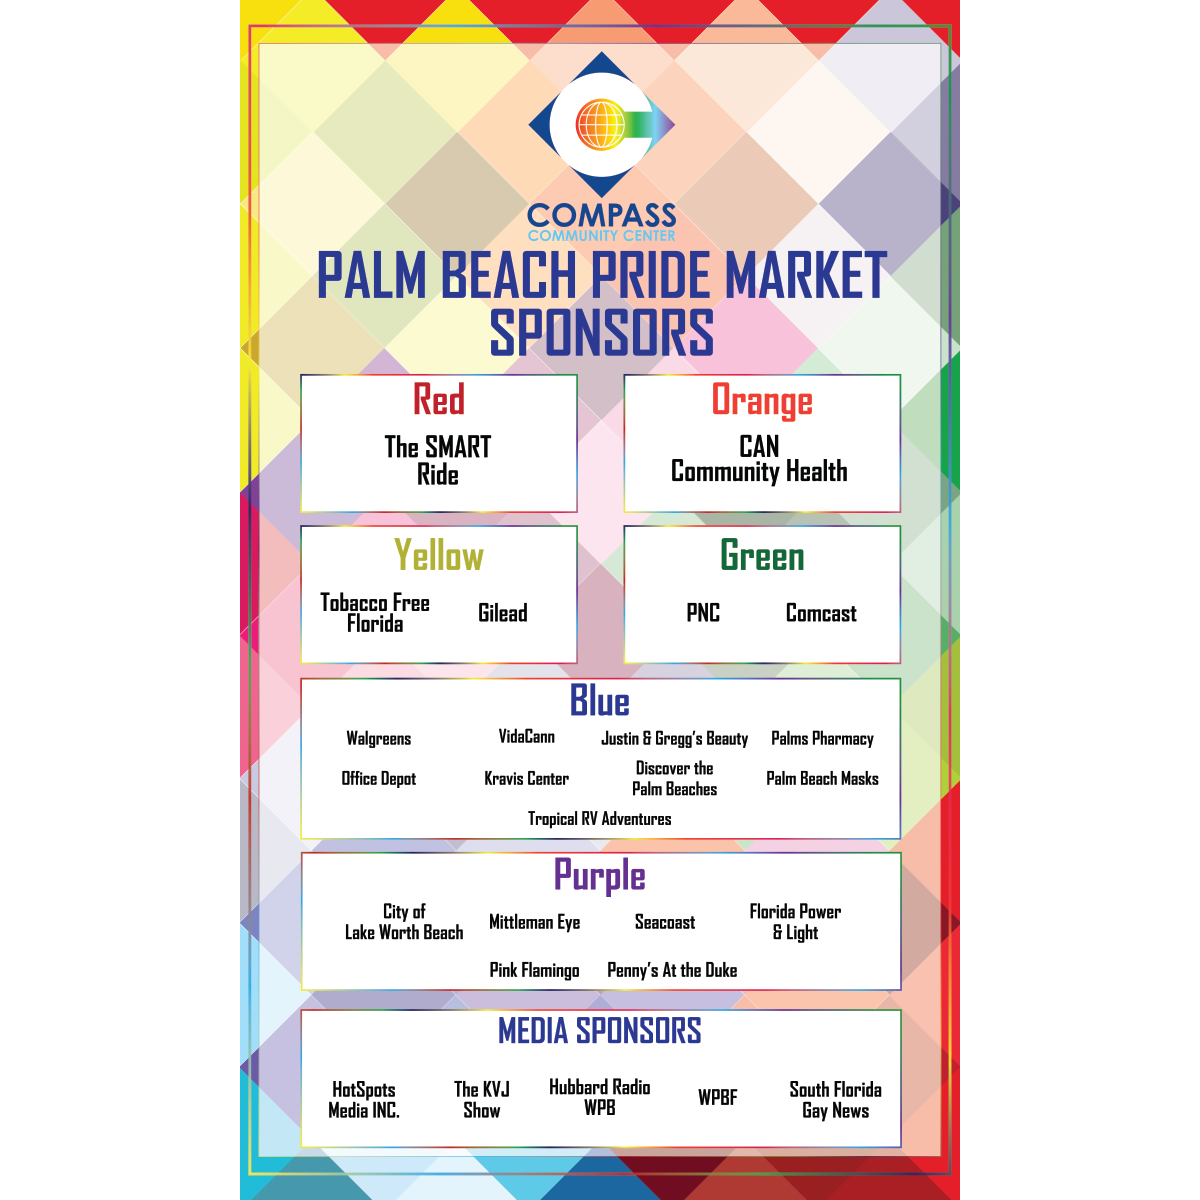 COMPASS
COMMUNITY CENTER
PALM BEACH PRIDE MARKET
SPONSORS
Red
The SMART
Ride
Orange
CAN
Community Health
Yellow
Tobacco Free
Florida
Gilead
Green
PNC
Comcast
Blue
Walgreens
VidaCann
Justin & Gregg's Beauty
Palms Pharmacy
Office Depot
Kravis Center
Discover the
Palm Beaches
Palm Beach Masks
Tropical RV Adventures
Purple
City of
Lake Worth Beach
Mittleman Eye
Seacoast
Florida Power
& Light
Pink Flamingo
Penny's At the Duke
MEDIA SPONSORS
HotSpots
Media INC.
The KVJ
Show
Hubbard Radio
WPB
WPBF
South Florida
Gay News